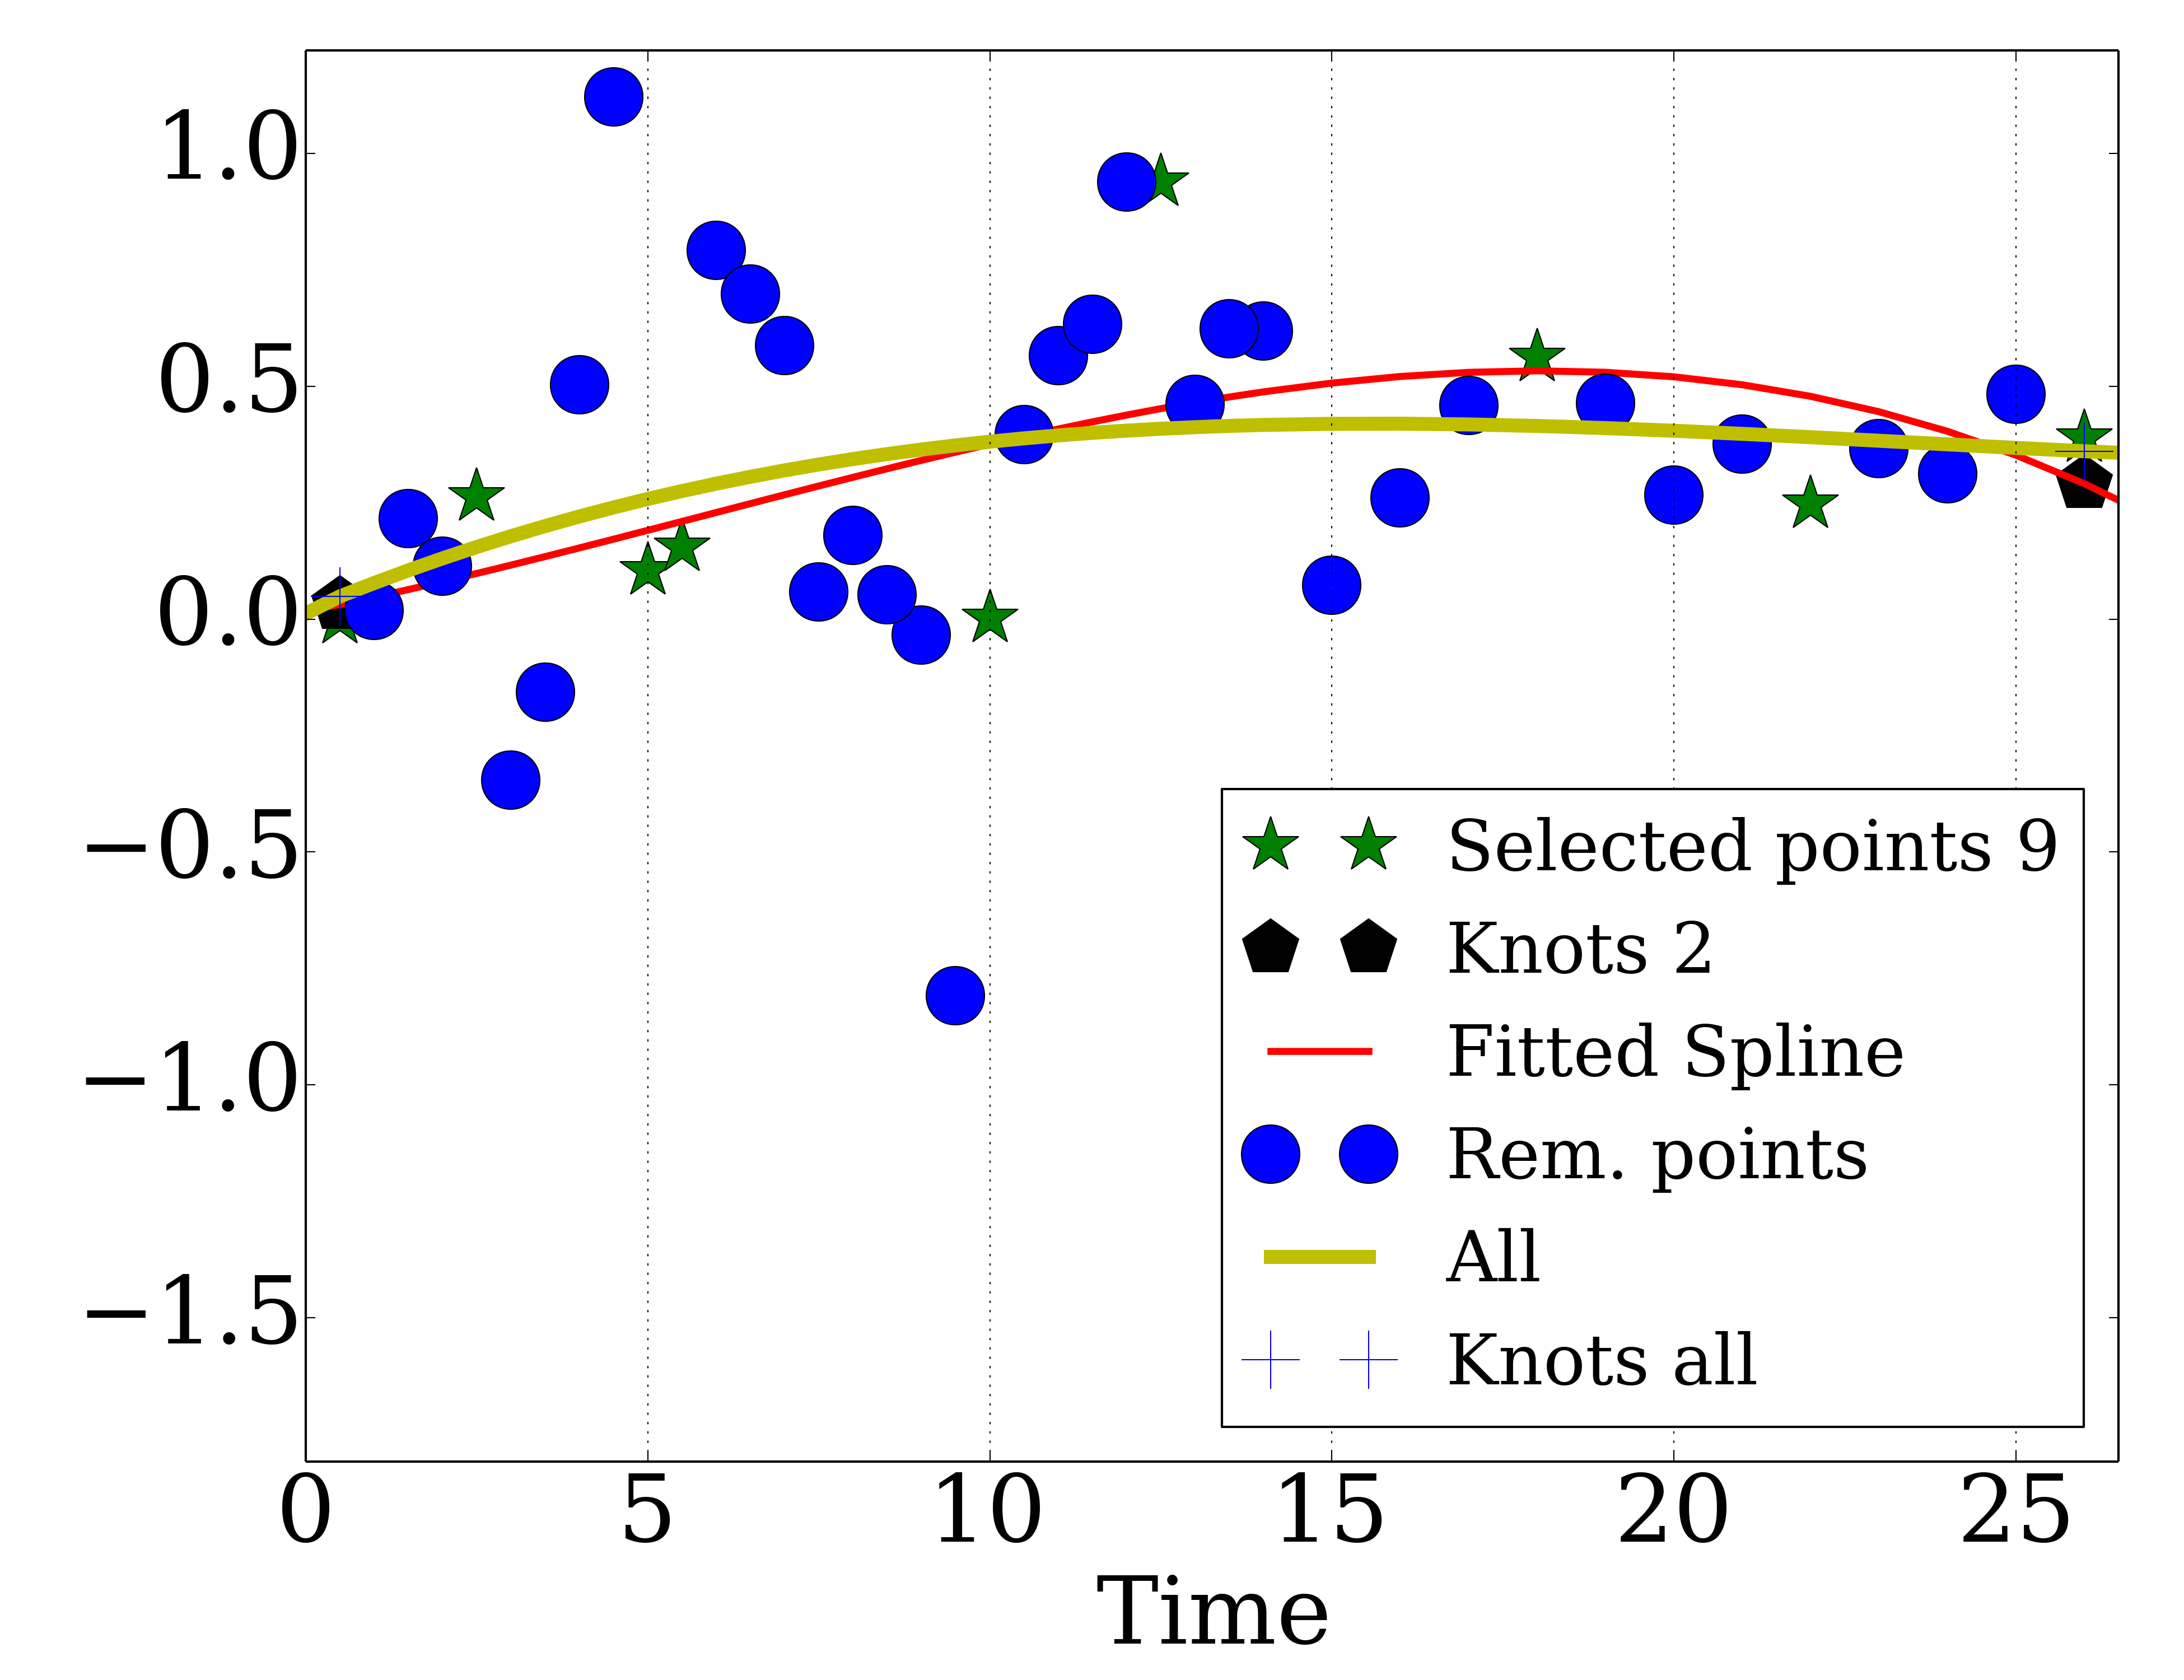 1.0
0.5
0.0
−0.5
−1.0
−1.5
0 5 10 15 20 25
Time
Selected points 9
Knots 2
Fitted Spline
Rem. points
All
Knots all